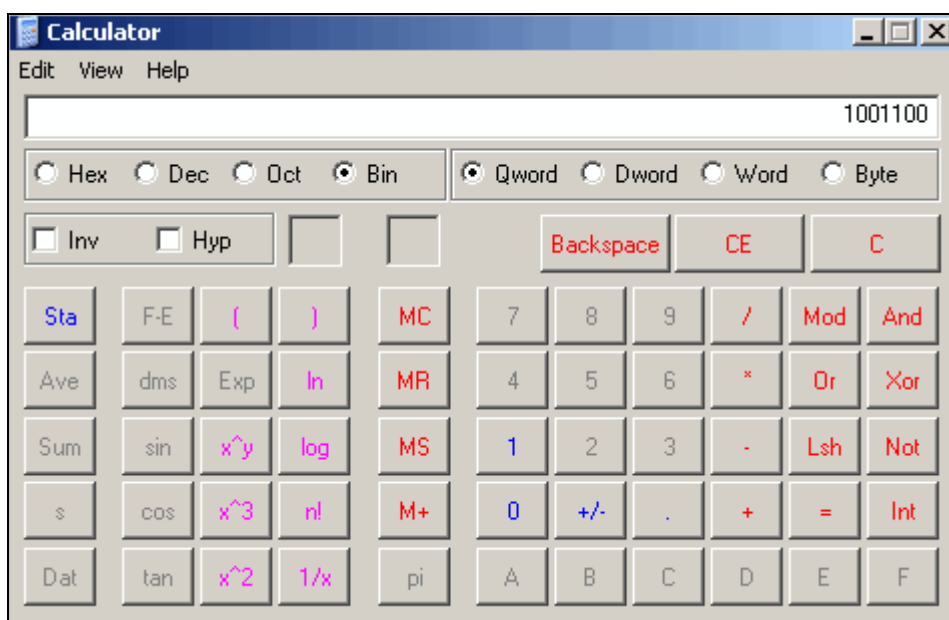 Calculator
Edit View Help
1001100
Hex Dec Oct Bin Qword Dword Word Byte
Inv Hyp Backspace CE C
Sta F-E ( ) MC 7 8 9 / Mod And
Ave dms Exp ln MR 4 5 6 * Or Xor
Sum sin x^y log MS 1 2 3 - Lsh Not
s cos x^3 n! M+ 0 +/- . + = Int
Dat tan x^2 1/x pi A B C D E F